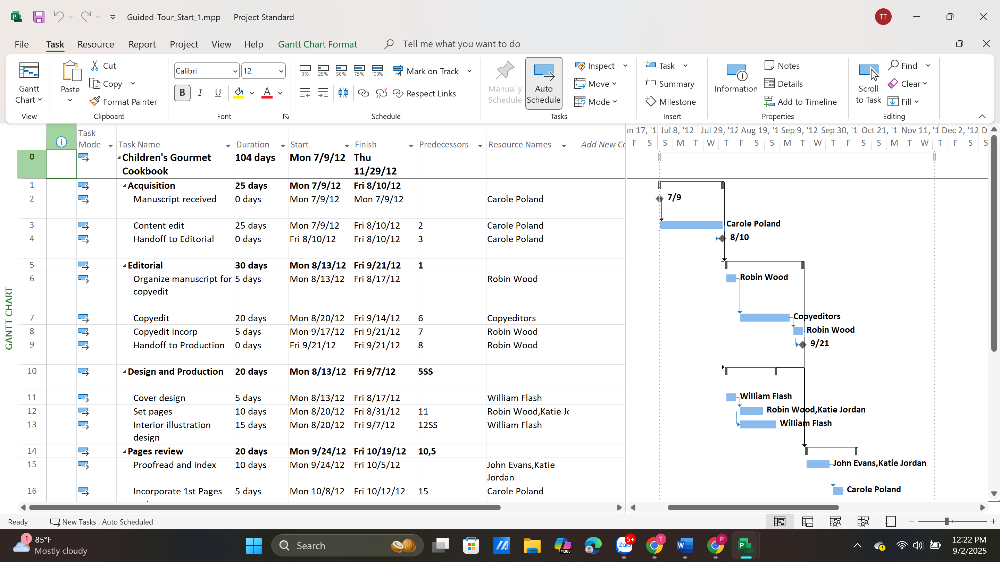 Guided-Tour_Start_1.mpp - Project Standard
TT
File Task Resource Report Project View Help Gantt Chart Format Tell me what you want to do
Gantt Chart
View
Paste
Cut
Copy
Format Painter
Clipboard
Calibri 12
B I U A
Font
0% 25% 50% 75% 100%
Mark on Track
Respect Links
Schedule
Manually Schedule
Auto Schedule
Inspect
Move
Mode
Tasks
Task
Summary
Milestone
Insert
Information
Notes
Details
Add to Timeline
Properties
Scroll to Task
Find
Clear
Fill
Editing
Task Mode Task Name Duration Start Finish Predecessors Resource Names Add New Co
un 17, '1 Jul 8, '12 Jul 29, '12 Aug 19, '1 Sep 9, '12 Sep 30, '1 Oct 21, '1 Nov 11, '1 Dec 2, '12 De
F S S M T W T F S S M T W T F S S M T W T F S S
0 Children's Gourmet Cookbook 104 days Mon 7/9/12 Thu 11/29/12
1 Acquisition 25 days Mon 7/9/12 Fri 8/10/12
2 Manuscript received 0 days Mon 7/9/12 Mon 7/9/12 Carole Poland 7/9
3 Content edit 25 days Mon 7/9/12 Fri 8/10/12 2 Carole Poland Carole Poland
4 Handoff to Editorial 0 days Fri 8/10/12 Fri 8/10/12 3 Carole Poland 8/10
5 Editorial 30 days Mon 8/13/12 Fri 9/21/12 1
6 Organize manuscript for copyedit 5 days Mon 8/13/12 Fri 8/17/12 Robin Wood Robin Wood
7 Copyedit 20 days Mon 8/20/12 Fri 9/14/12 6 Copyeditors Copyeditors
8 Copyedit incorp 5 days Mon 9/17/12 Fri 9/21/12 7 Robin Wood Robin Wood
9 Handoff to Production 0 days Fri 9/21/12 Fri 9/21/12 8 Robin Wood 9/21
10 Design and Production 20 days Mon 8/13/12 Fri 9/7/12 5SS
11 Cover design 5 days Mon 8/13/12 Fri 8/17/12 William Flash William Flash
12 Set pages 10 days Mon 8/20/12 Fri 8/31/12 11 Robin Wood,Katie Jo Robin Wood,Katie Jordan
13 Interior illustration design 15 days Mon 8/20/12 Fri 9/7/12 12SS William Flash William Flash
14 Pages review 20 days Mon 9/24/12 Fri 10/19/12 10,5
15 Proofread and index 10 days Mon 9/24/12 Fri 10/5/12 John Evans,Katie Jordan John Evans,Katie Jordan
16 Incorporate 1st Pages 5 days Mon 10/8/12 Fri 10/12/12 15 Carole Poland Carole Poland
GANTT CHART
Ready New Tasks : Auto Scheduled
1
85°F
Mostly cloudy
Search
M365
Zalo
5+
T
W
P
P
12:22 PM
9/2/2025